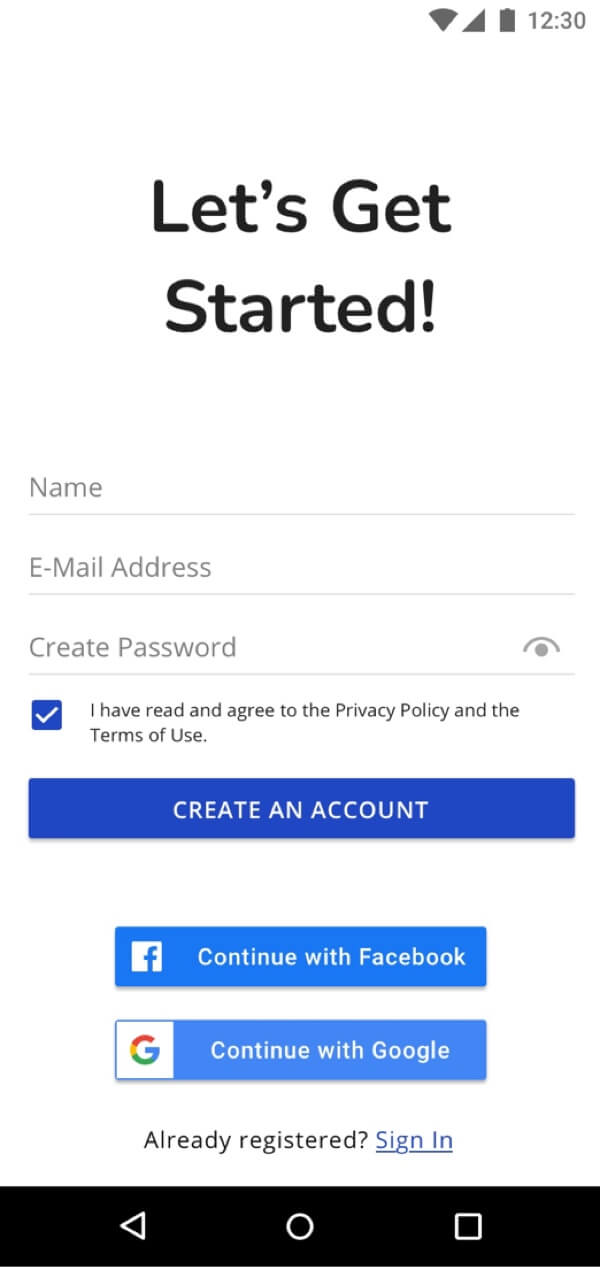 12:30
Let’s Get
Started!
Name
E-Mail Address
Create Password
I have read and agree to the Privacy Policy and the
Terms of Use.
CREATE AN ACCOUNT
Continue with Facebook
Continue with Google
Already registered? Sign In